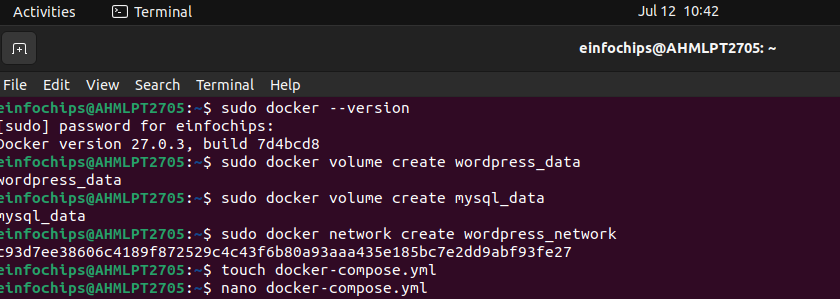 Activities Terminal Jul 12 10:42
einfochips@AHMLPT2705: ~
File Edit View Search Terminal Help
einfochips@AHMLPT2705:~$ sudo docker --version
[sudo] password for einfochips:
Docker version 27.0.3, build 7d4bcd8
einfochips@AHMLPT2705:~$ sudo docker volume create wordpress_data
wordpress_data
einfochips@AHMLPT2705:~$ sudo docker volume create mysql_data
mysql_data
einfochips@AHMLPT2705:~$ sudo docker network create wordpress_network
c93d7ee38606c4189f872529c4c43f6b80a93aaa435e185bc7e2dd9abf93fe27
einfochips@AHMLPT2705:~$ touch docker-compose.yml
einfochips@AHMLPT2705:~$ nano docker-compose.yml